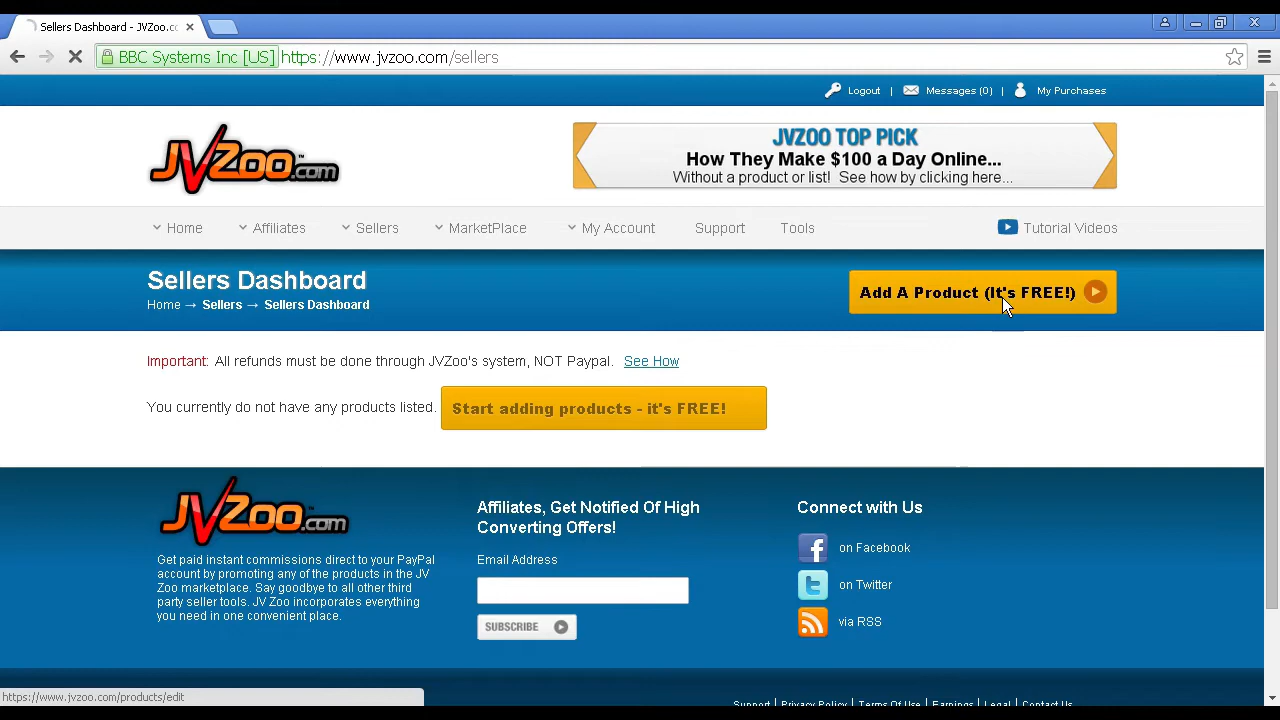 Sellers Dashboard - JVZoo.cc
BBC Systems Inc [US] https://www.jvzoo.com/sellers
Logout | Messages (0) | My Purchases
JVZoo.com™
JVZOO TOP PICK
How They Make $100 a Day Online...
Without a product or list! See how by clicking here...
Home Affiliates Sellers MarketPlace My Account Support Tools Tutorial Videos
Sellers Dashboard
Home → Sellers → Sellers Dashboard
Add A Product (It's FREE!)
Important: All refunds must be done through JVZoo's system, NOT Paypal. See How
You currently do not have any products listed. Start adding products - it's FREE!
JVZoo.com
Get paid instant commissions direct to your PayPal
account by promoting any of the products in the JV
Zoo marketplace. Say goodbye to all other third
party seller tools. JV Zoo incorporates everything
you need in one convenient place.
Affiliates, Get Notified Of High
Converting Offers!
Email Address
SUBSCRIBE
Connect with Us
on Facebook
on Twitter
via RSS
https://www.jvzoo.com/products/edit
Support | Privacy Policy | Terms Of Use | Earnings | Legal | Contact Us